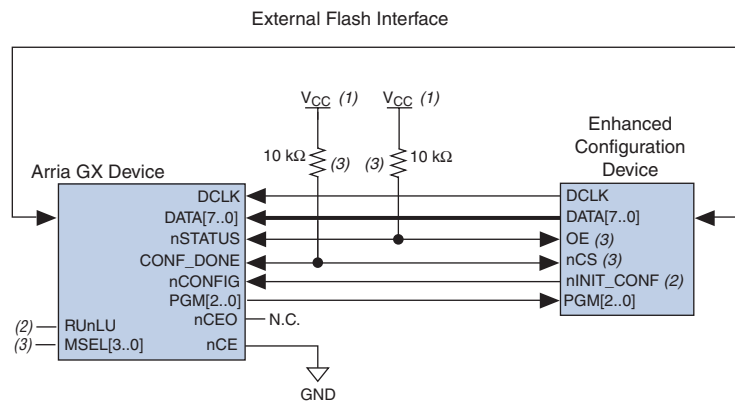 External Flash Interface
VCC (1)
VCC (1)
10 kΩ
(3)
(3)
10 kΩ
Enhanced
Configuration
Device
Arria GX Device
DCLK
DATA[7..0]
nSTATUS
CONF_DONE
nCONFIG
PGM[2..0]
nCEO
nCE
(2)
RUnLU
(3)
MSEL[3..0]
N.C.
GND
DCLK
DATA[7..0]
OE (3)
nCS (3)
nINIT_CONF (2)
PGM[2..0]